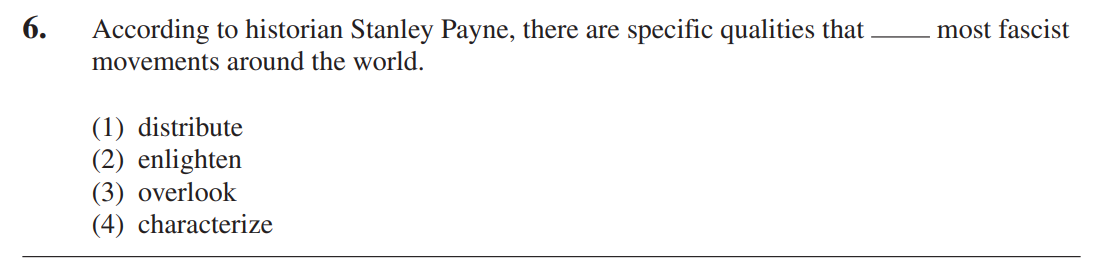 6. According to historian Stanley Payne, there are specific qualities that ____ most fascist
movements around the world.
(1) distribute
(2) enlighten
(3) overlook
(4) characterize